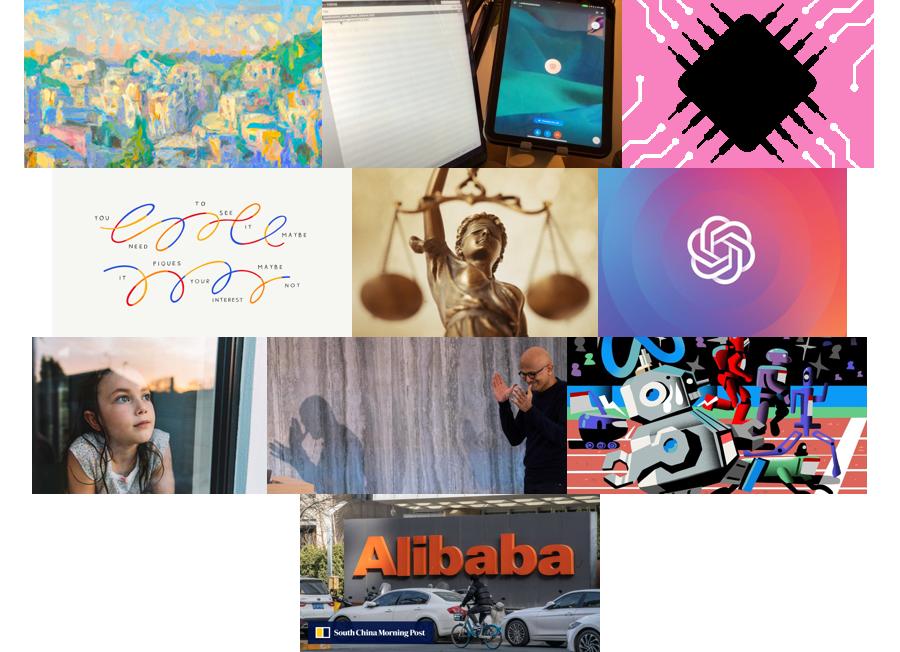 YOU
TO
SEE
IT
NEED
MAYBE
IT
PIQUES
YOUR
INTEREST
MAYBE
NOT
Alibaba
South China Morning Post